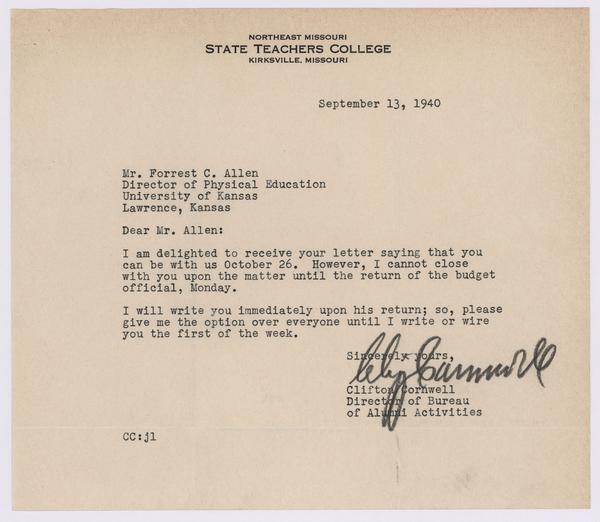 NORTHEAST MISSOURI
STATE TEACHERS COLLEGE
KIRKSVILLE, MISSOURI
September 13, 1940
Mr. Forrest C. Allen
Director of Physical Education
University of Kansas
Lawrence, Kansas
Dear Mr. Allen:
I am delighted to receive your letter saying that you
can be with us October 26. However, I cannot close
with you upon the matter until the return of the budget
official, Monday.
I will write you immediately upon his return; so, please
give me the option over everyone until I write or wire
you the first of the week.
Sincerely yours,
Clifton Cornwell
Director of Bureau
of Alumni Activities
CC:jl